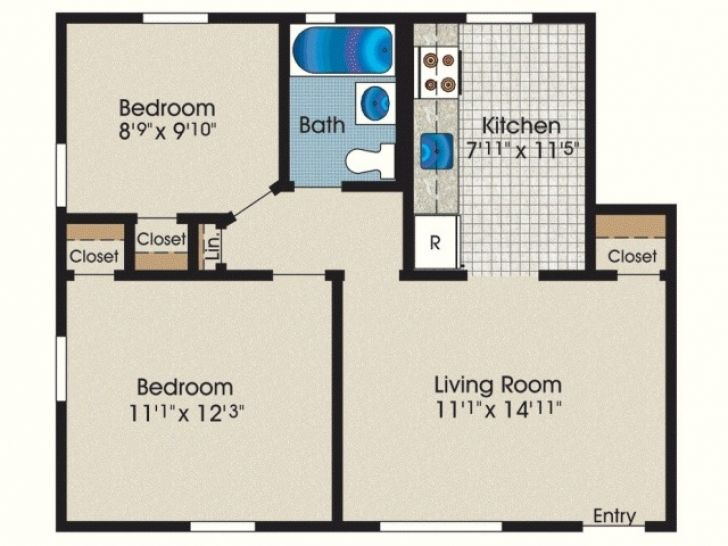 Bedroom
8'9" x 9'10"
Bath
Kitchen
7'11" x 11'5"
Closet
Closet
Lin.
R
Closet
Bedroom
11'1" x 12'3"
Living Room
11'1" x 14'11"
Entry